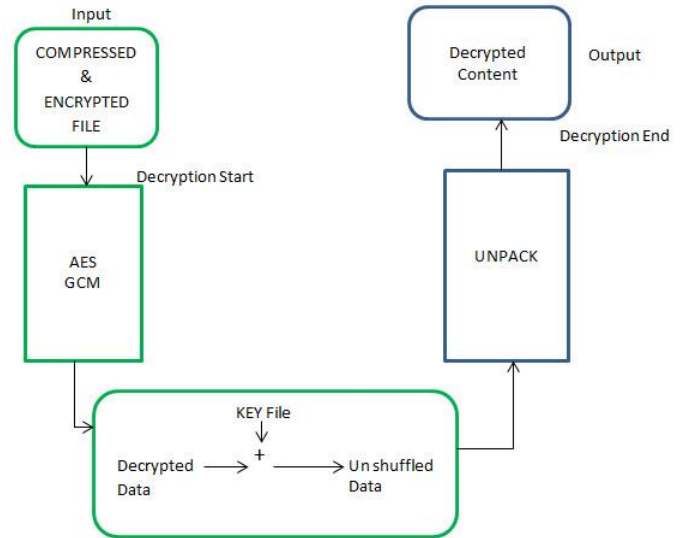 Input
COMPRESSED
&
ENCRYPTED
FILE
Decryption Start
AES
GCM
KEY File
+
Decrypted
Data
Un shuffled
Data
UNPACK
Decryption End
Decrypted
Content
Output